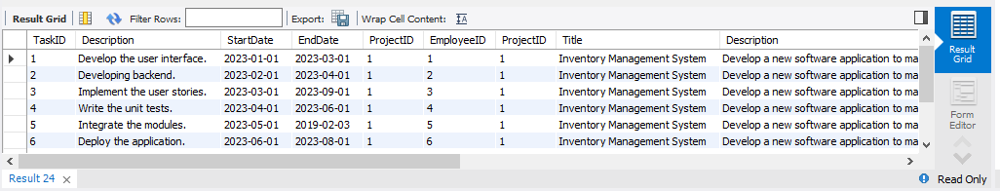 Result Grid Filter Rows: Export: Wrap Cell Content:
TaskID Description StartDate EndDate ProjectID EmployeeID ProjectID Title Description
1 Develop the user interface. 2023-01-01 2023-03-01 1 1 1 Inventory Management System Develop a new software application to ma
2 Developing backend. 2023-02-01 2023-04-01 1 2 1 Inventory Management System Develop a new software application to ma
3 Implement the user stories. 2023-03-01 2023-09-01 1 3 1 Inventory Management System Develop a new software application to ma
4 Write the unit tests. 2023-04-01 2023-06-01 1 4 1 Inventory Management System Develop a new software application to ma
5 Integrate the modules. 2023-05-01 2019-02-03 1 5 1 Inventory Management System Develop a new software application to ma
6 Deploy the application. 2023-06-01 2023-08-01 1 6 1 Inventory Management System Develop a new software application to ma
Result
Grid
Form
Editor
Result 24
Read Only